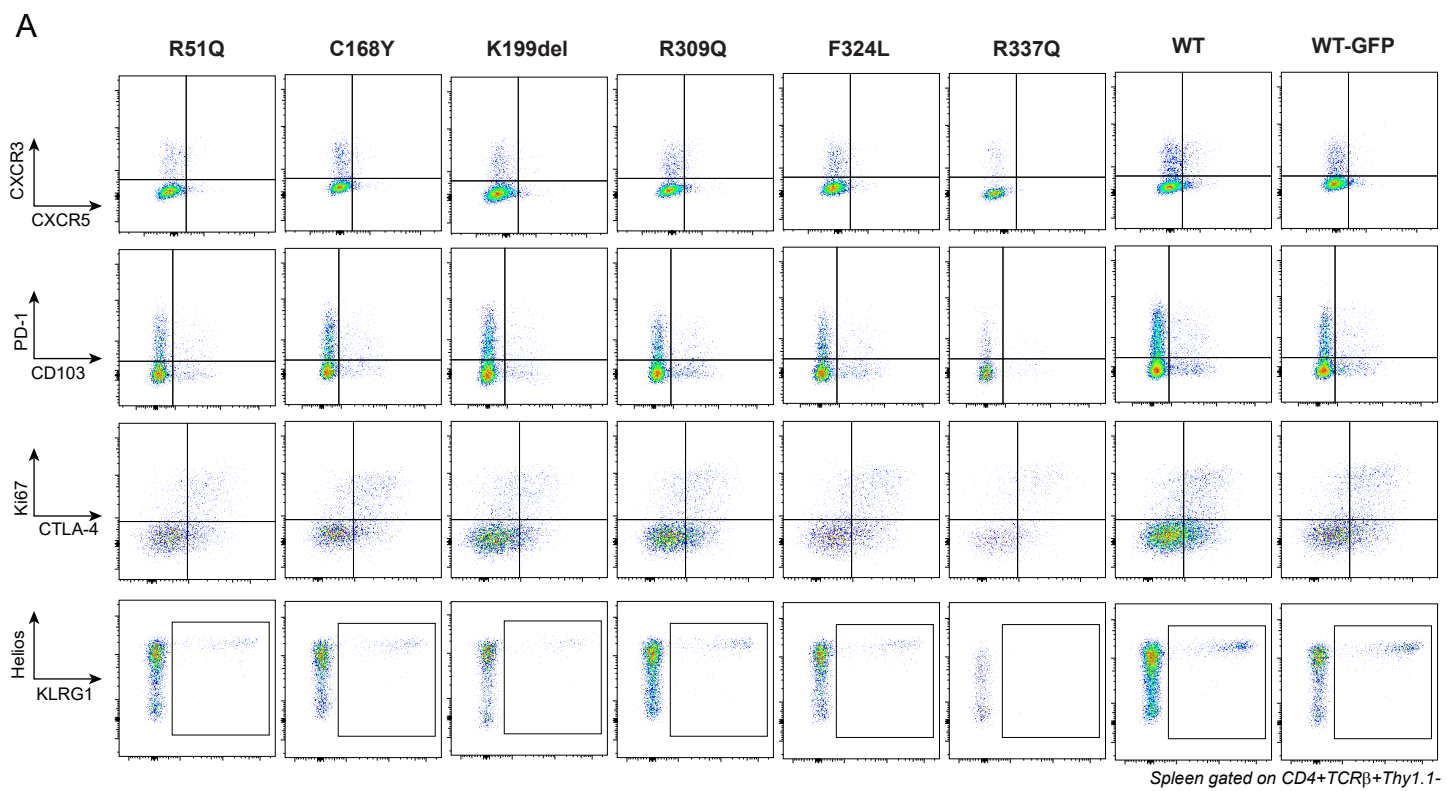 A
R51Q C168Y K199del R309Q F324L R337Q WT WT-GFP
CXCR3
CXCR5
PD-1
CD103
Ki67
CTLA-4
Helios
KLRG1
Spleen gated on CD4+TCRβ+Thy1.1-